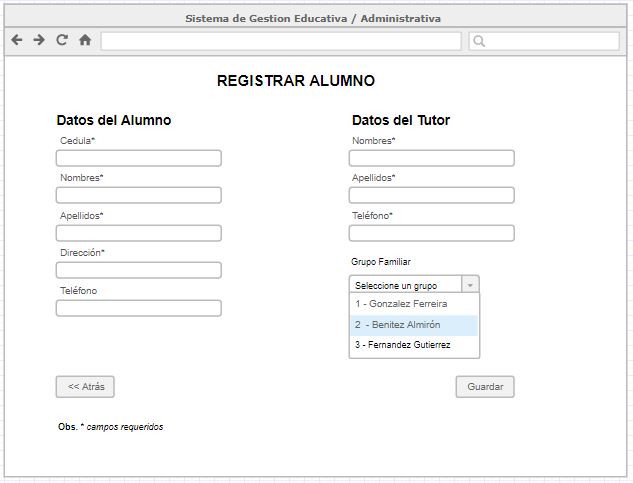 Sistema de Gestion Educativa / Administrativa
REGISTRAR ALUMNO
Datos del Alumno
Cedula*
Nombres*
Apellidos*
Dirección*
Teléfono
Datos del Tutor
Nombres*
Apellidos*
Teléfono*
Grupo Familiar
Seleccione un grupo
1 - Gonzalez Ferreira
2 - Benitez Almirón
3 - Fernandez Gutierrez
<< Atrás
Guardar
Obs. * campos requeridos